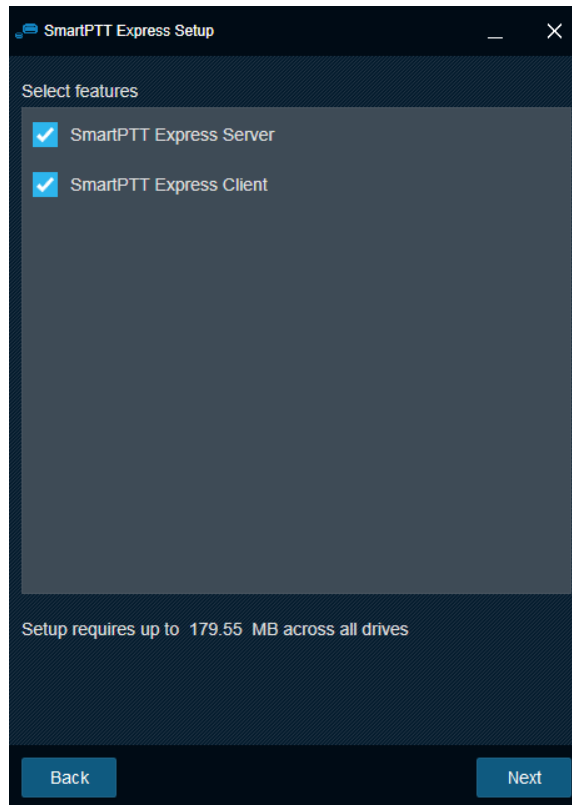 SmartPTT Express Setup
Select features
SmartPTT Express Server
SmartPTT Express Client
Setup requires up to 179.55 MB across all drives
Back
Next